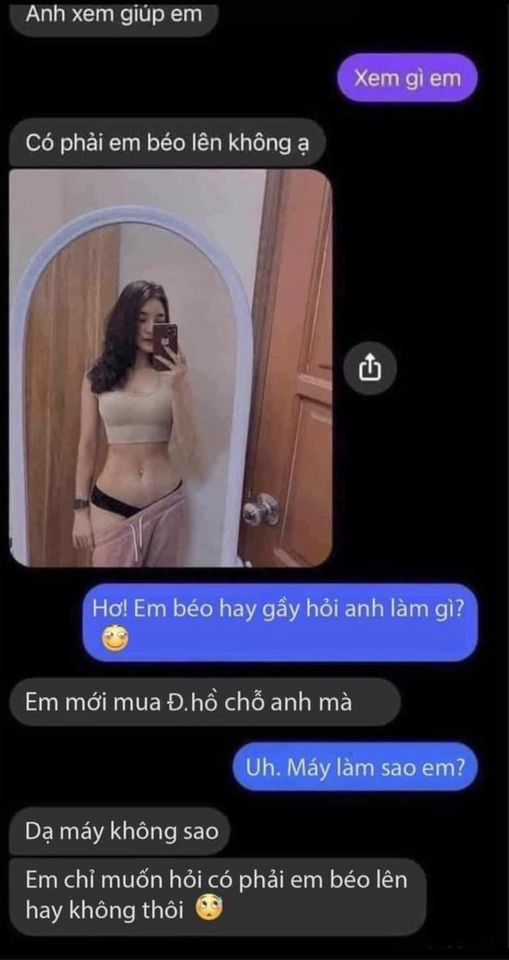 Anh xem giúp em
Xem gì em
Có phải em béo lên không ạ
Hơ! Em béo hay gầy hỏi anh làm gì?
Em mới mua Đ.hồ chỗ anh mà
Uh. Máy làm sao em?
Dạ máy không sao
Em chỉ muốn hỏi có phải em béo lên
hay không thôi